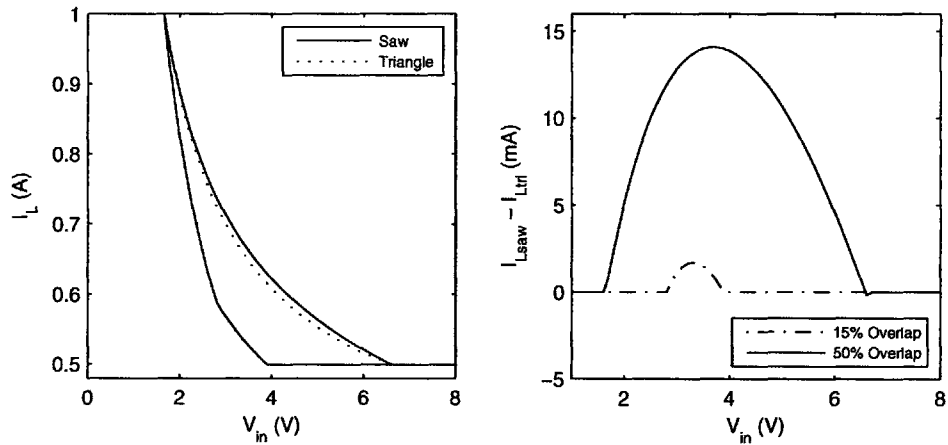 1
0.9
0.8
0.7
0.6
0.5
I_L (A)
0
2
4
6
8
V_in (V)
Saw
Triangle
15
10
5
0
−5
I_Lsaw − I_Ltri (mA)
2
4
6
8
V_in (V)
15% Overlap
50% Overlap